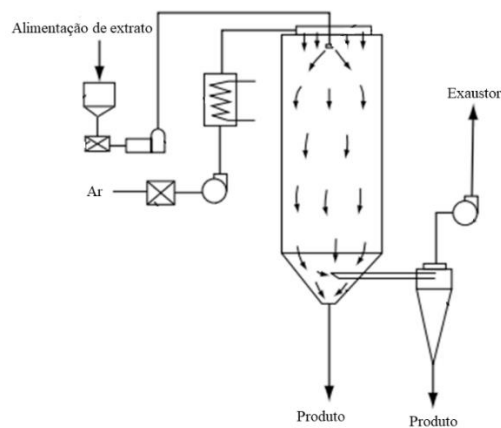 Alimentação de extrato
Exaustor
Ar
Produto
Produto